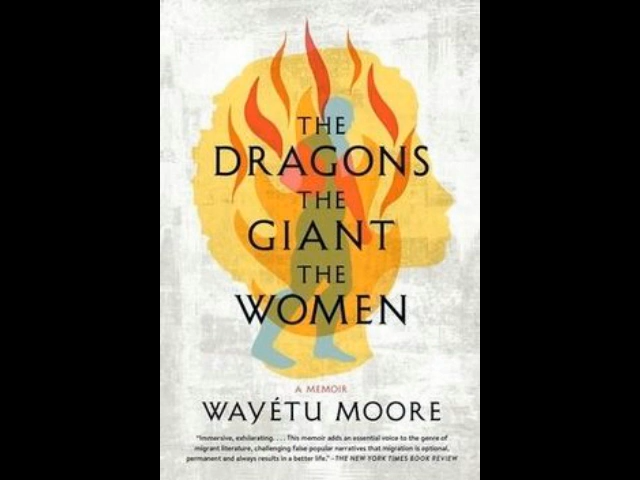 THE
DRAGONS
THE
GIANT
THE
WOMEN
A MEMOIR
WAYÉTU MOORE
"Immersive, exhilarating. . . . This memoir adds an essential voice to the genre of
migrant literature, challenging false popular narratives that migration is optional,
permanent and always results in a better life."–THE NEW YORK TIMES BOOK REVIEW